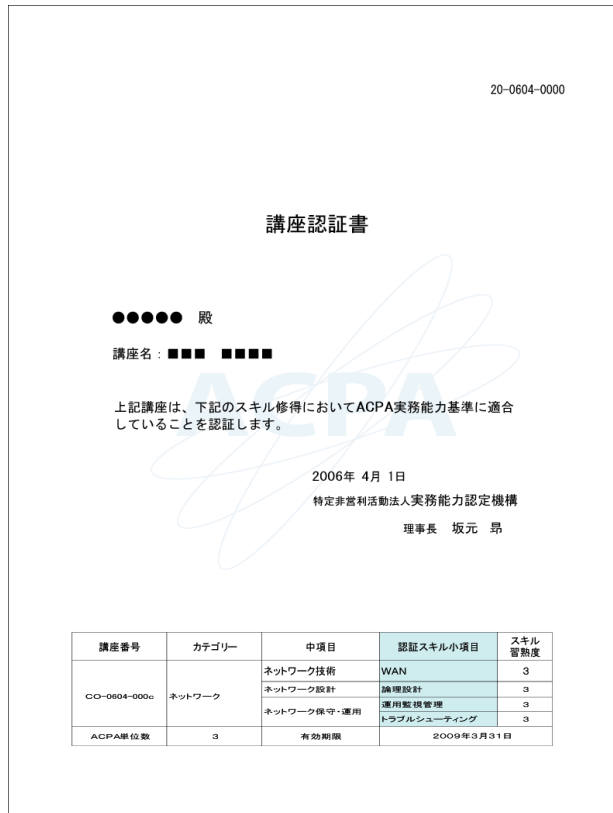 20-0604-0000
講座認証書
●●●●● 殿
講座名：■■■ ■■■■
ACPA
上記講座は、下記のスキル修得においてACPA実務能力基準に適合
していることを認証します。
2006年 4月 1日
特定非営利活動法人実務能力認定機構
理事長 坂元 昂
講座番号 カテゴリー 中項目 認証スキル小項目 スキル
習熟度
CO-0604-000c ネットワーク ネットワーク技術 WAN 3
ネットワーク設計 論理設計 3
ネットワーク保守・運用 運用監視管理 3
トラブルシューティング 3
ACPA単位数 3 有効期限 2009年3月31日